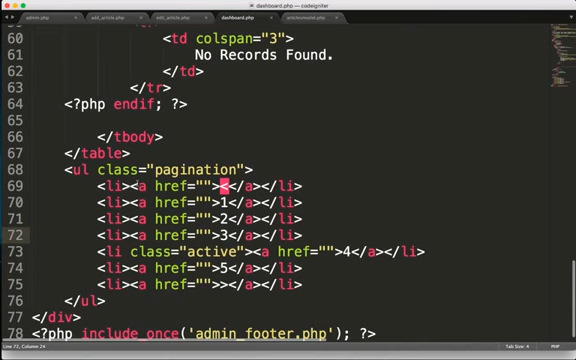 dashboard.php — codeigniter
admin.php
add_article.php
edit_article.php
dashboard.php
articlesmodel.php
60 <td colspan="3">
61 No Records Found.
62 </td>
63 </tr>
64 <?php endif; ?>
65
66 </tbody>
67 </table>
68 <ul class="pagination">
69 <li><a href=""><</a></li>
70 <li><a href="">1</a></li>
71 <li><a href="">2</a></li>
72 <li><a href="">3</a></li>
73 <li class="active"><a href="">4</a></li>
74 <li><a href="">5</a></li>
75 <li><a href="">></a></li>
76 </ul>
77 </div>
78 <?php include_once('admin_footer.php'); ?>
Line 72, Column 24
Tab Size: 4
PHP